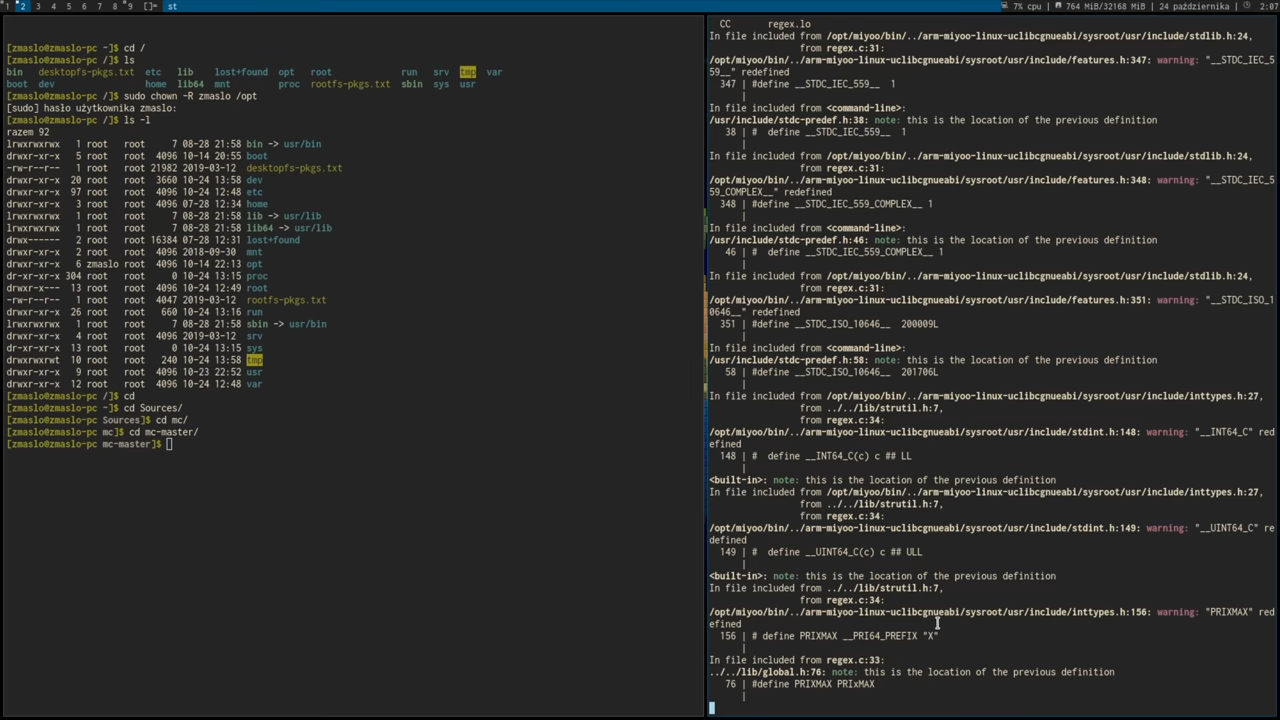 1 2 3 4 5 6 7 8 9 []= st 7% cpu | 764 MiB/32168 MiB | 24 października | 2:07
[zmaslo@zmaslo-pc ~]$ cd /
[zmaslo@zmaslo-pc /]$ ls
bin desktopfs-pkgs.txt etc lib lost+found opt root run srv tmp var
boot dev home lib64 mnt proc rootfs-pkgs.txt sbin sys usr
[zmaslo@zmaslo-pc /]$ sudo chown -R zmaslo /opt
[sudo] hasło użytkownika zmaslo:
[zmaslo@zmaslo-pc /]$ ls -l
razem 92
lrwxrwxrwx 1 root root 7 08-28 21:58 bin -> usr/bin
drwxr-xr-x 5 root root 4096 10-14 20:55 boot
-rw-r--r-- 1 root root 21982 2019-03-12 desktopfs-pkgs.txt
drwxr-xr-x 20 root root 3660 10-24 13:58 dev
drwxr-xr-x 97 root root 4096 10-24 12:48 etc
drwxr-xr-x 3 root root 4096 07-28 12:34 home
lrwxrwxrwx 1 root root 7 08-28 21:58 lib -> usr/lib
lrwxrwxrwx 1 root root 7 08-28 21:58 lib64 -> usr/lib
drwx------ 2 root root 16384 07-28 12:31 lost+found
drwxr-xr-x 2 root root 4096 2018-09-30 mnt
drwxr-xr-x 6 zmaslo root 4096 10-14 22:13 opt
dr-xr-xr-x 304 root root 0 10-24 13:15 proc
drwxr-x--- 13 root root 4096 10-24 12:49 root
-rw-r--r-- 1 root root 4047 2019-03-12 rootfs-pkgs.txt
drwxr-xr-x 26 root root 660 10-24 13:16 run
lrwxrwxrwx 1 root root 7 08-28 21:58 sbin -> usr/bin
drwxr-xr-x 4 root root 4096 2019-03-12 srv
dr-xr-xr-x 13 root root 0 10-24 13:15 sys
drwxrwxrwt 10 root root 240 10-24 13:58 tmp
drwxr-xr-x 9 root root 4096 10-23 22:52 usr
drwxr-xr-x 12 root root 4096 10-24 12:48 var
[zmaslo@zmaslo-pc /]$ cd
[zmaslo@zmaslo-pc ~]$ cd Sources/
[zmaslo@zmaslo-pc Sources]$ cd mc/
[zmaslo@zmaslo-pc mc]$ cd mc-master/
[zmaslo@zmaslo-pc mc-master]$
CC regex.lo
In file included from /opt/miyoo/bin/../arm-miyoo-linux-uclibcgnueabi/sysroot/usr/include/stdlib.h:24,
from regex.c:31:
/opt/miyoo/bin/../arm-miyoo-linux-uclibcgnueabi/sysroot/usr/include/features.h:347: warning: "__STDC_IEC_5
59__" redefined
347 | #define __STDC_IEC_559__ 1
|
In file included from <command-line>:
/usr/include/stdc-predef.h:38: note: this is the location of the previous definition
38 | # define __STDC_IEC_559__ 1
|
In file included from /opt/miyoo/bin/../arm-miyoo-linux-uclibcgnueabi/sysroot/usr/include/stdlib.h:24,
from regex.c:31:
/opt/miyoo/bin/../arm-miyoo-linux-uclibcgnueabi/sysroot/usr/include/features.h:348: warning: "__STDC_IEC_5
59_COMPLEX__" redefined
348 | #define __STDC_IEC_559_COMPLEX__ 1
|
In file included from <command-line>:
/usr/include/stdc-predef.h:46: note: this is the location of the previous definition
46 | # define __STDC_IEC_559_COMPLEX__ 1
|
In file included from /opt/miyoo/bin/../arm-miyoo-linux-uclibcgnueabi/sysroot/usr/include/stdlib.h:24,
from regex.c:31:
/opt/miyoo/bin/../arm-miyoo-linux-uclibcgnueabi/sysroot/usr/include/features.h:351: warning: "__STDC_ISO_1
0646__" redefined
351 | #define __STDC_ISO_10646__ 200009L
|
In file included from <command-line>:
/usr/include/stdc-predef.h:58: note: this is the location of the previous definition
58 | # define __STDC_ISO_10646__ 201706L
|
In file included from /opt/miyoo/bin/../arm-miyoo-linux-uclibcgnueabi/sysroot/usr/include/inttypes.h:27,
from ../../lib/strutil.h:7,
from regex.c:34:
/opt/miyoo/bin/../arm-miyoo-linux-uclibcgnueabi/sysroot/usr/include/stdint.h:148: warning: "__INT64_C" red
efined
148 | # define __INT64_C(c) c ## LL
|
<built-in>: note: this is the location of the previous definition
In file included from /opt/miyoo/bin/../arm-miyoo-linux-uclibcgnueabi/sysroot/usr/include/inttypes.h:27,
from ../../lib/strutil.h:7,
from regex.c:34:
/opt/miyoo/bin/../arm-miyoo-linux-uclibcgnueabi/sysroot/usr/include/stdint.h:149: warning: "__UINT64_C" re
defined
149 | # define __UINT64_C(c) c ## ULL
|
<built-in>: note: this is the location of the previous definition
In file included from ../../lib/strutil.h:7,
from regex.c:34:
/opt/miyoo/bin/../arm-miyoo-linux-uclibcgnueabi/sysroot/usr/include/inttypes.h:156: warning: "PRIXMAX" red
efined
156 | # define PRIXMAX __PRI64_PREFIX "X"
|
In file included from regex.c:33:
../../lib/global.h:76: note: this is the location of the previous definition
76 | #define PRIXMAX PRIxMAX
|